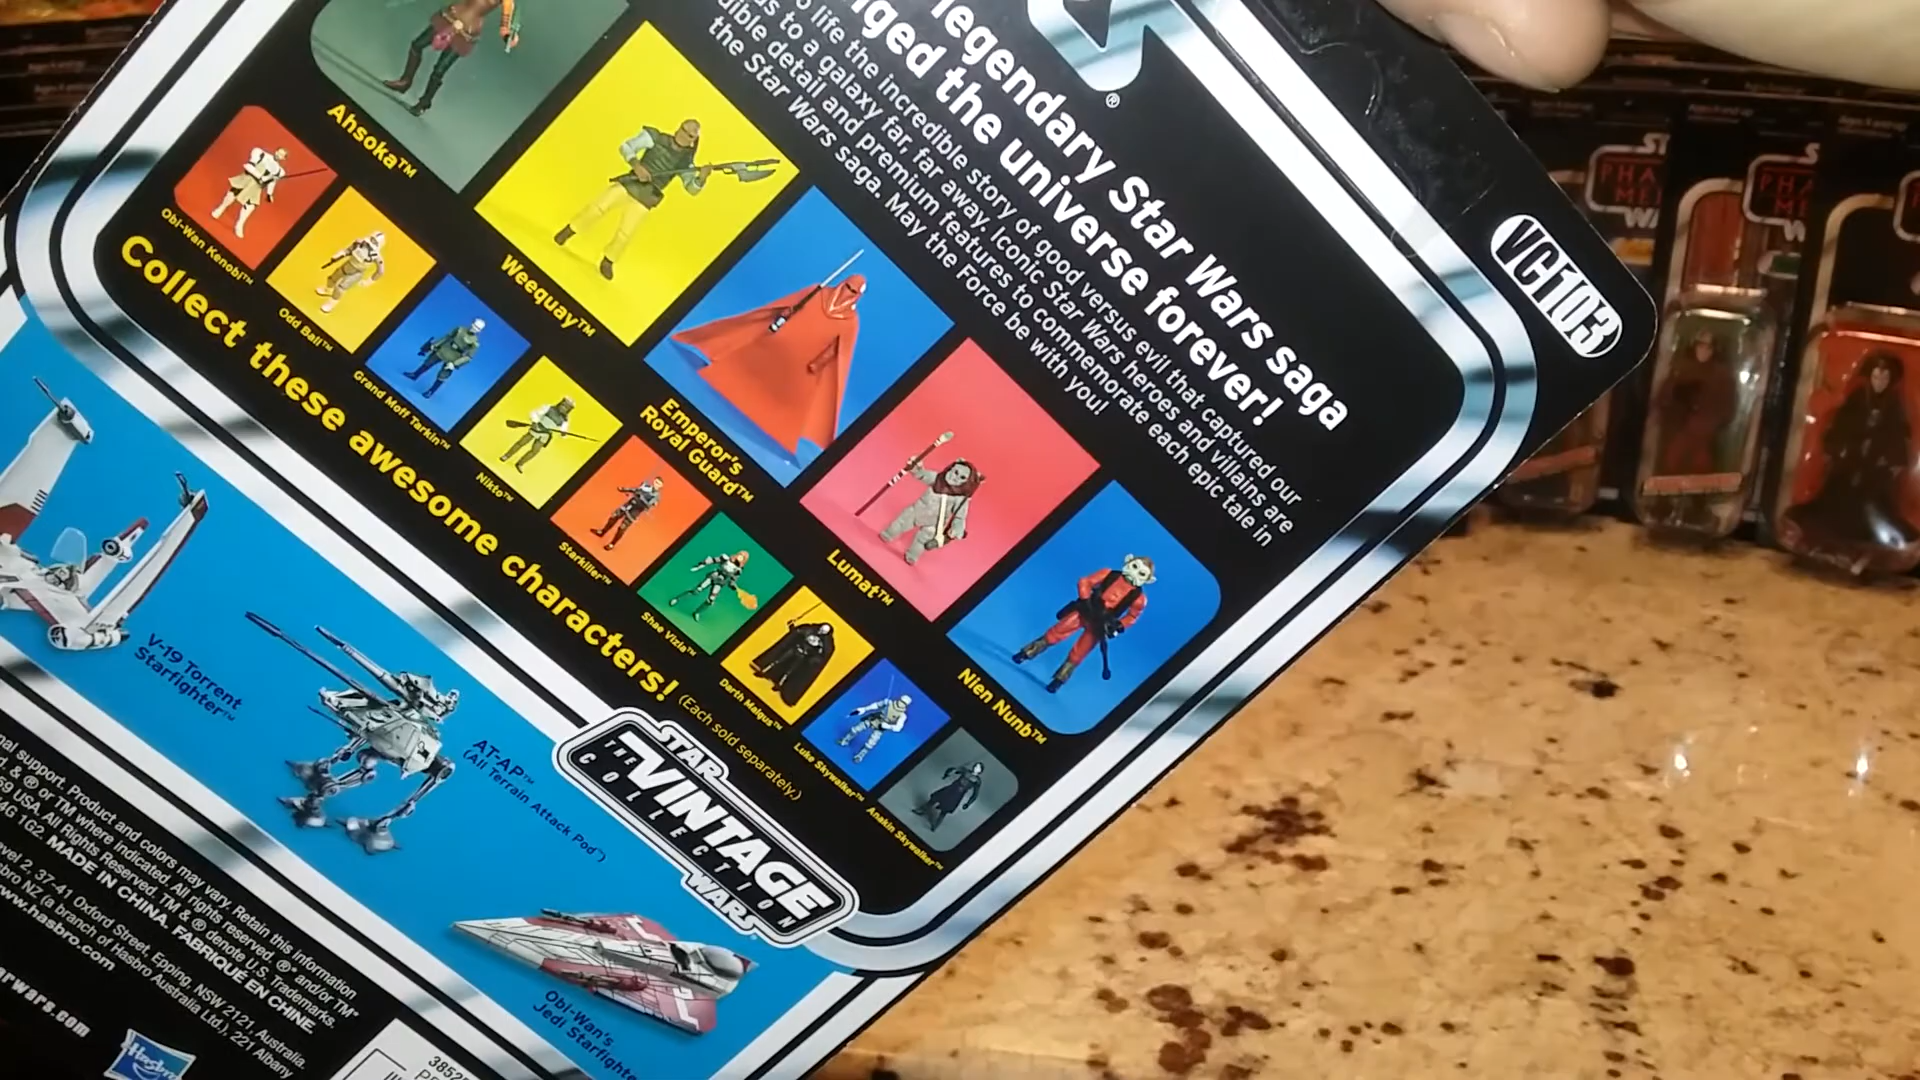 legendary Star Wars saga
nged the universe forever!
o life the incredible story of good versus evil that captured our
us to a galaxy far, far away. Iconic Star Wars heroes and villains are
dible detail and premium features to commemorate each epic tale in
the Star Wars saga. May the Force be with you!
®
VC103
Ahsoka™
Weequay™
Emperor's
Royal Guard™
Lumat™
Nien Nunb™
Obi-Wan Kenobi™
Odd Ball™
Grand Moff Tarkin™
Nikto™
Starkiller™
Shae Vizla™
Darth Malgus™
Luke Skywalker™
Anakin Skywalker™
Collect these awesome characters! (Each sold separately.)
STAR
THE
VINTAGE
COLLECTION
WARS
V-19 Torrent
Starfighter™
AT-AP™
(All Terrain Attack Pod™)
Obi-Wan's
Jedi Starfighte
nal support. Product and colors may vary. Retain this information
d. & ® or TM where indicated. All rights reserved. ®* and/or TM*
69 USA. All Rights Reserved. TM & ® denote U.S. Trademarks.
4G 1G2. MADE IN CHINA. FABRIQUÉ EN CHINE
evel 2, 37-41 Oxford Street, Epping, NSW 2121, Australia.
sbro NZ (a branch of Hasbro Australia Ltd.), 221 Albany
www.hasbro.com
arwars.com
Hasbro
3852